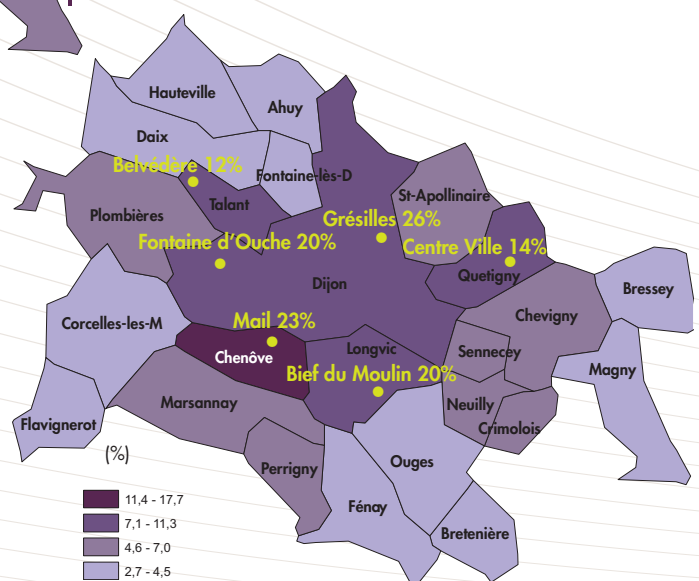 Hauteville
Ahuy
Daix
Belvédère 12%
Fontaine-lès-D
St-Apollinaire
Talant
Plombières
Grésilles 26%
Fontaine d'Ouche 20%
Centre Ville 14%
Quetigny
Dijon
Bressey
Chevigny
Corcelles-les-M
Mail 23%
Longvic
Sennecey
Chenôve
Magny
Bief du Moulin 20%
Marsannay
Neuilly
Flavignerot
Crimolois
(%)
Ouges
Perrigny
11,4 - 17,7
Fénay
7,1 - 11,3
Bretenière
4,6 - 7,0
2,7 - 4,5